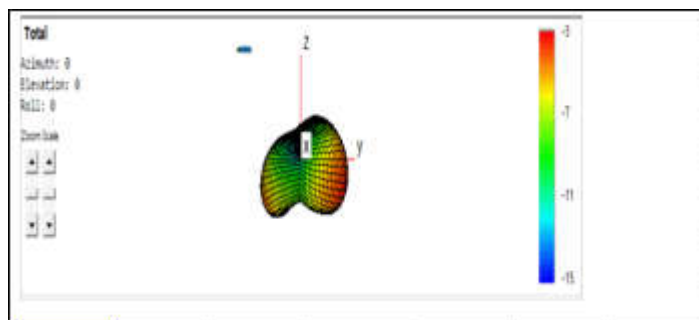 Total
Azimuth: 0
Elevation: 0
Roll: 0
Zoom Scale
z
X
y
-3
-7
-11
-15